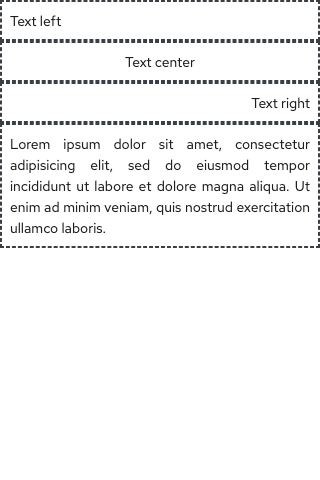 Text left
Text center
Text right
Lorem ipsum dolor sit amet, consectetur
adipisicing elit, sed do eiusmod tempor
incididunt ut labore et dolore magna aliqua. Ut
enim ad minim veniam, quis nostrud exercitation
ullamco laboris.